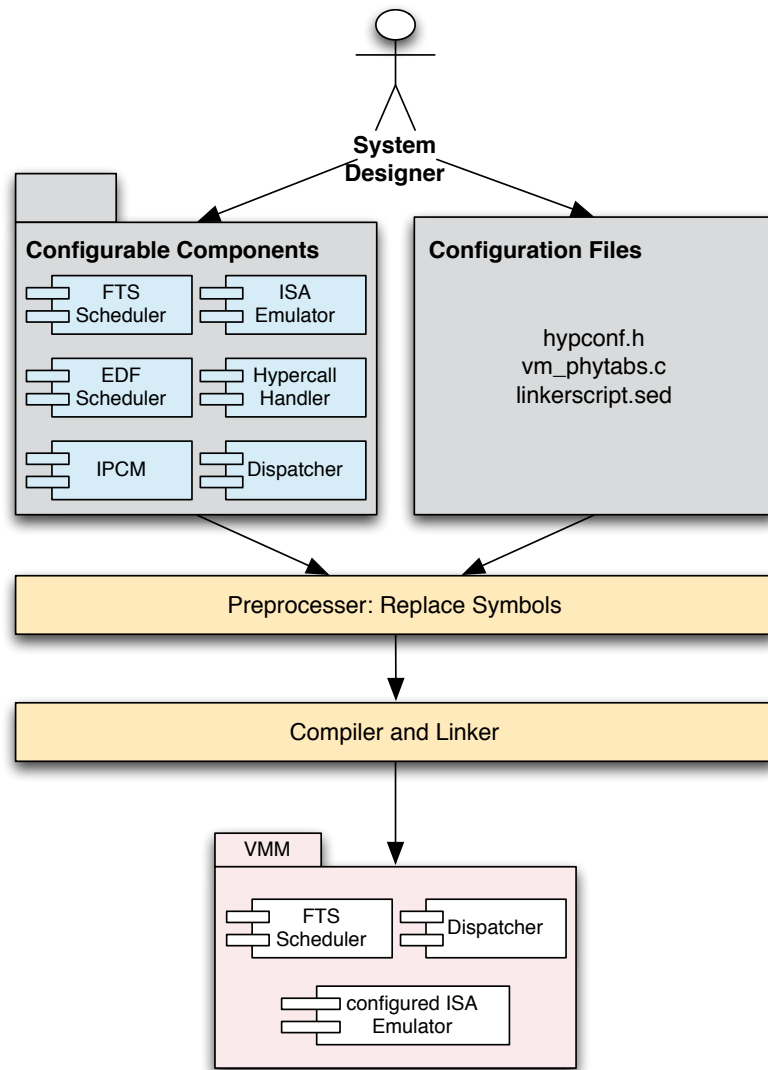 System
Designer
Configurable Components
FTS
Scheduler
ISA
Emulator
EDF
Scheduler
Hypercall
Handler
IPCM
Dispatcher
Configuration Files
hypconf.h
vm_phytabs.c
linkerscript.sed
Preprocesser: Replace Symbols
Compiler and Linker
VMM
FTS
Scheduler
Dispatcher
configured ISA
Emulator